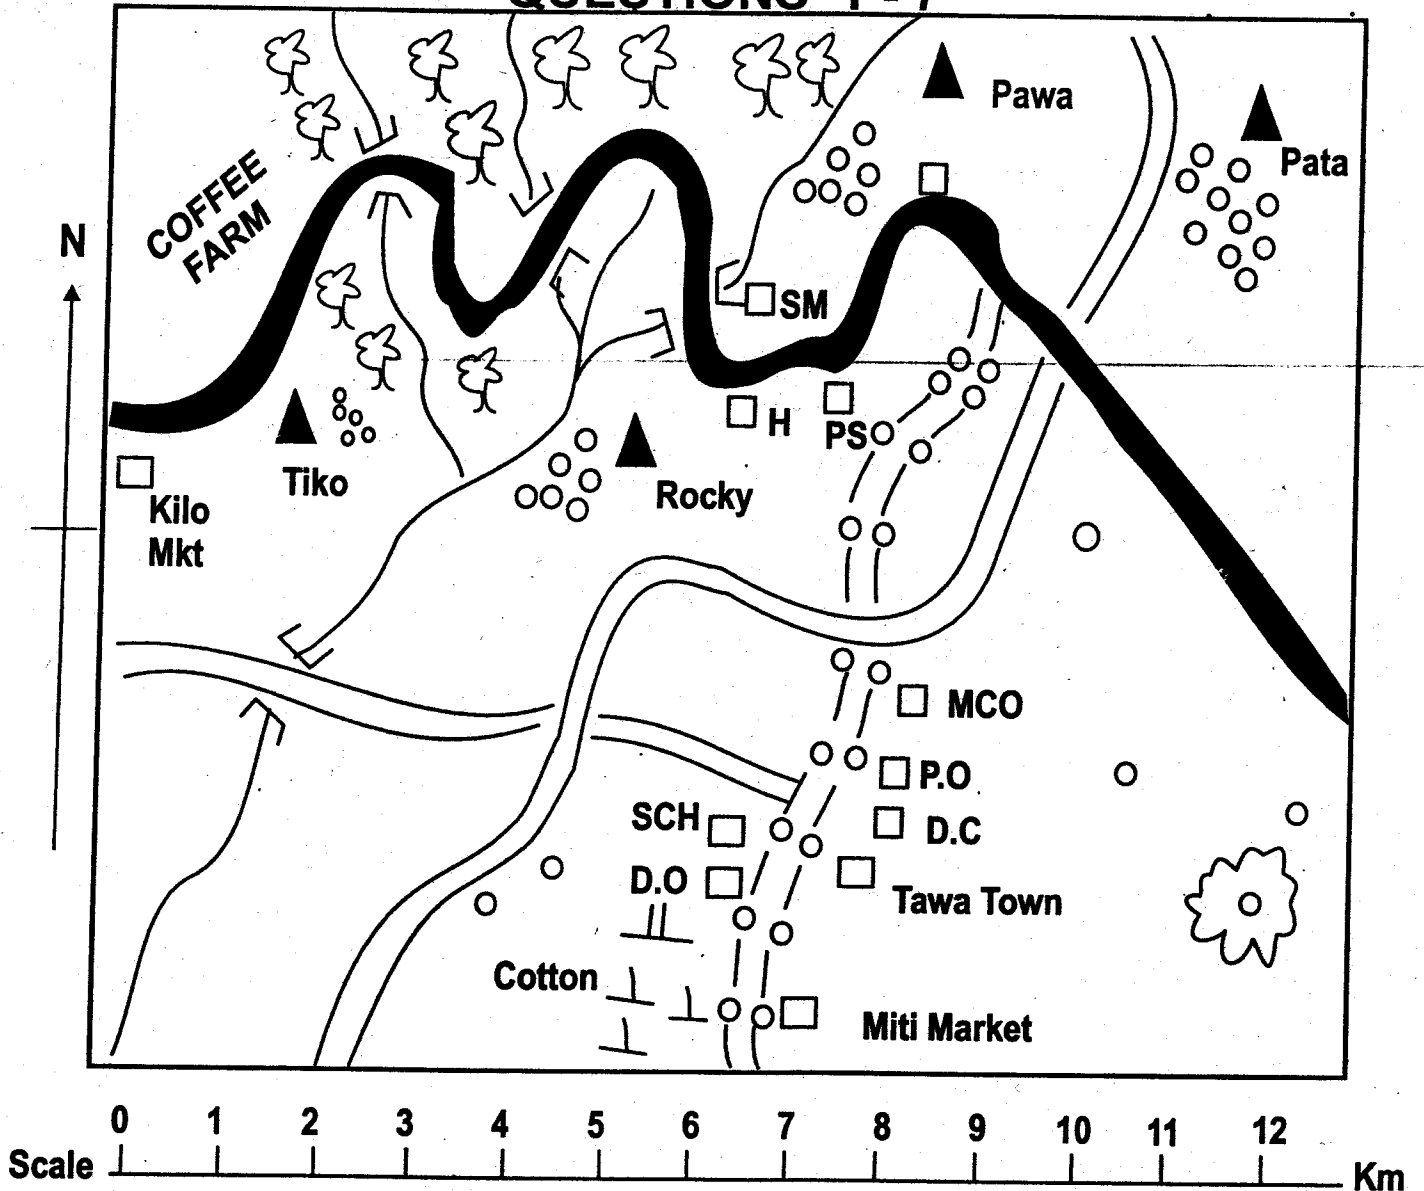 QUESTIONS 1 - 7
Pawa
Pata
COFFEE
FARM
N
SM
H
PS
Tiko
Rocky
Kilo
Mkt
MCO
P.O
SCH
D.C
D.O
Tawa Town
Cotton
Miti Market
0 1 2 3 4 5 6 7 8 9 10 11 12
Scale Km